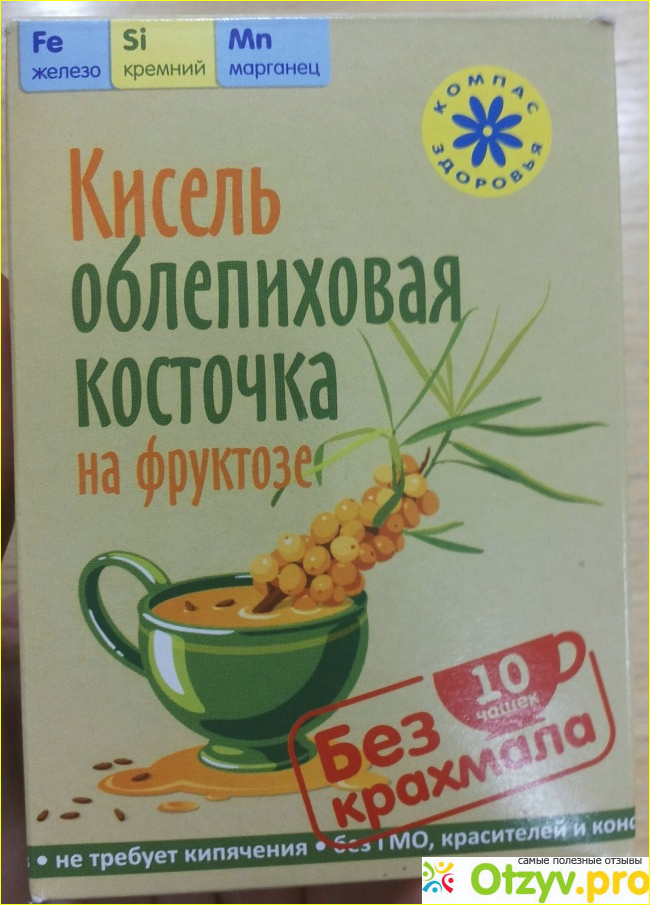 Fe Si Mn
железо кремний марганец
КОМПАС
ЗДОРОВЬЯ
Кисель
облепиховая
косточка
на фруктозе
10
чашек
Без
крахмала
• не требует кипячения • без ГМО, красителей и
самые полезные отзывы
Otzyv.pro